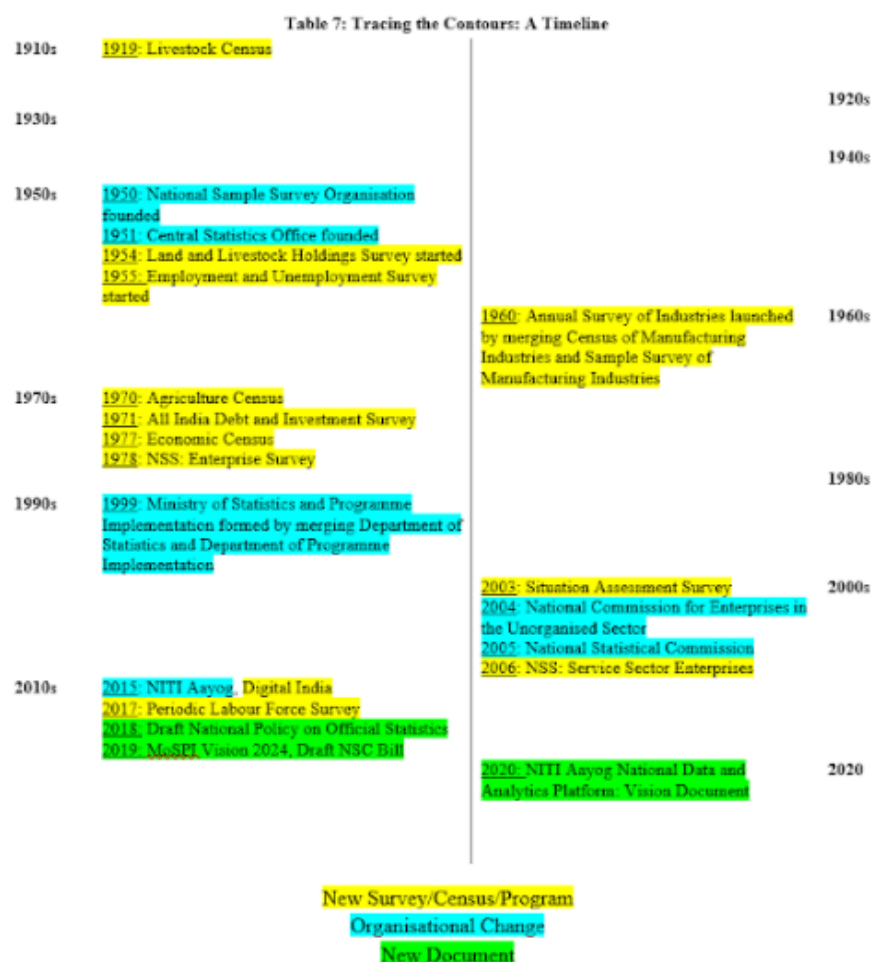 Table 7: Tracing the Contours: A Timeline
1910s
1919: Livestock Census
1920s
1930s
1940s
1950s
1950: National Sample Survey Organisation
founded
1951: Central Statistics Office founded
1954: Land and Livestock Holdings Survey started
1955: Employment and Unemployment Survey
started
1960: Annual Survey of Industries launched
by merging Census of Manufacturing
Industries and Sample Survey of
Manufacturing Industries
1960s
1970s
1970: Agriculture Census
1971: All India Debt and Investment Survey
1977: Economic Census
1978: NSS: Enterprise Survey
1980s
1990s
1999: Ministry of Statistics and Programme
Implementation formed by merging Department of
Statistics and Department of Programme
Implementation
2003: Situation Assessment Survey
2004: National Commission for Enterprises in
the Unorganised Sector
2005: National Statistical Commission
2006: NSS: Service Sector Enterprises
2000s
2010s
2015: NITI Aayog, Digital India
2017: Periodic Labour Force Survey
2018: Draft National Policy on Official Statistics
2019: MoSPI Vision 2024, Draft NSC Bill
2020: NITI Aayog National Data and
Analytics Platform: Vision Document
2020
New Survey/Census/Program
Organisational Change
New Document